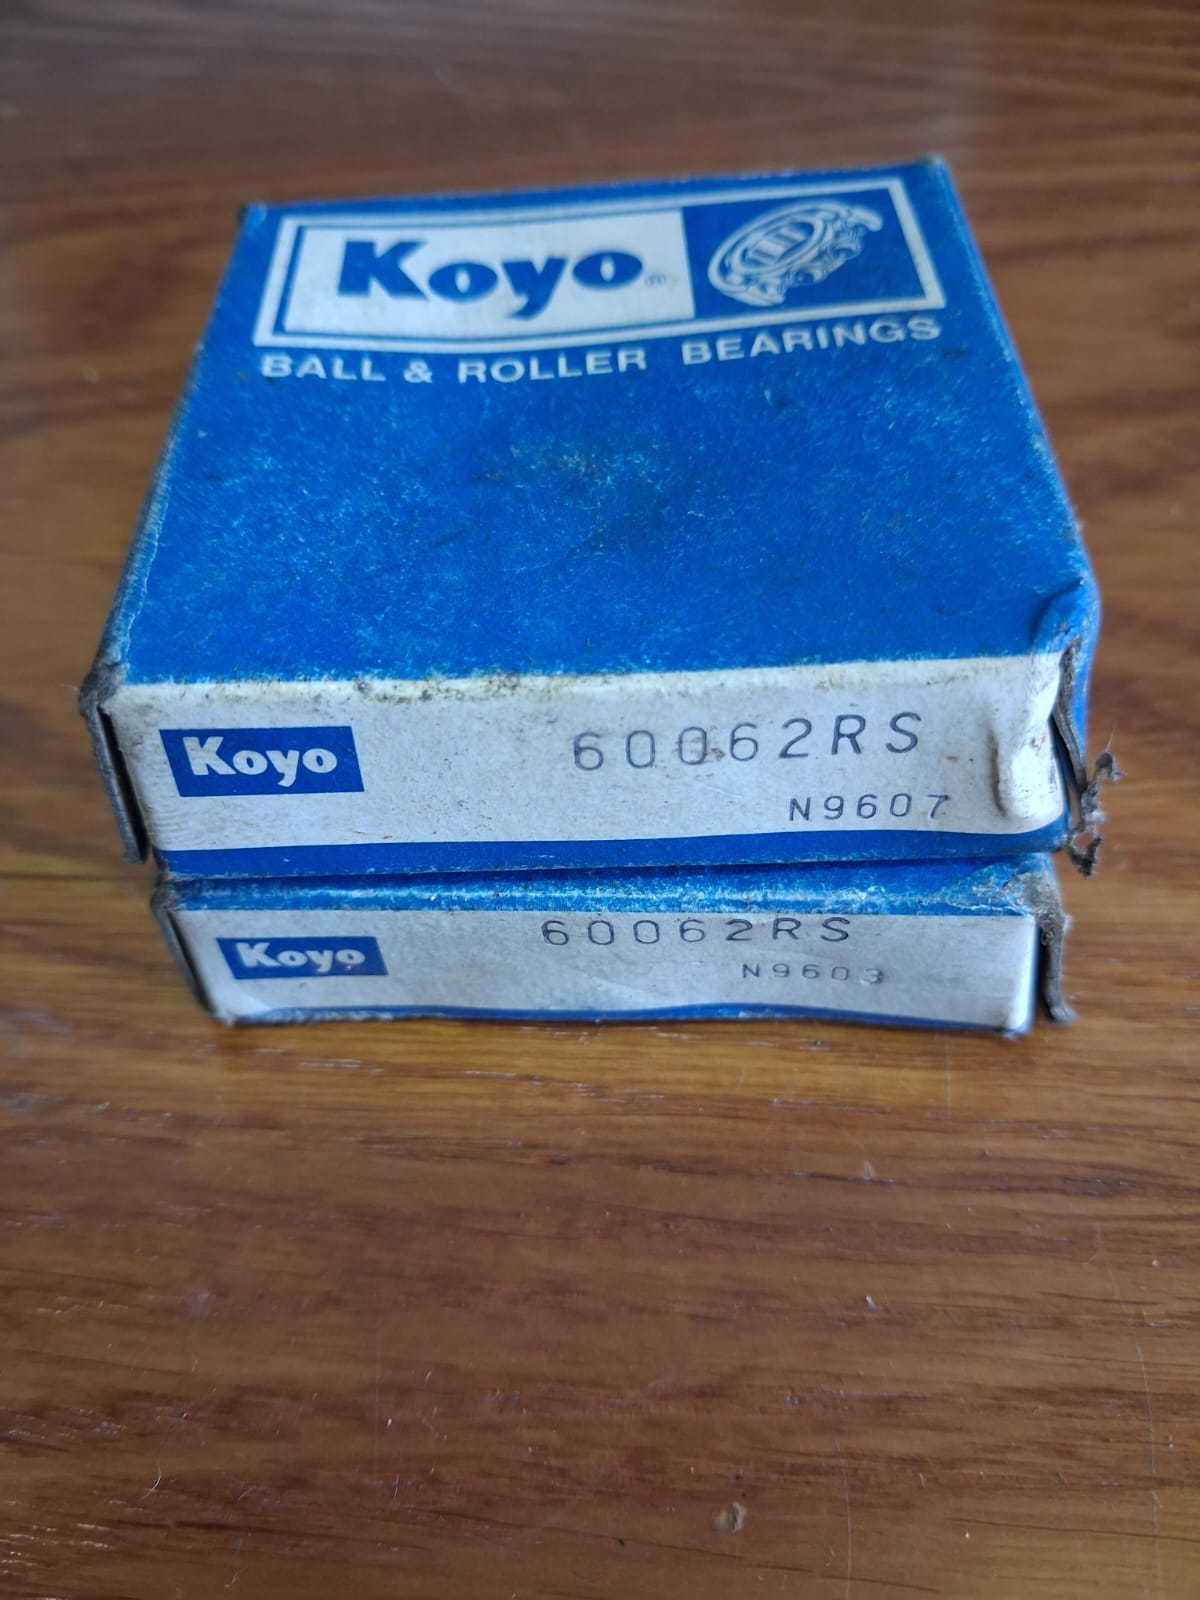 Koyo
BALL & ROLLER BEARINGS
Koyo
60062RS
N9607
Koyo
60062RS
N9603